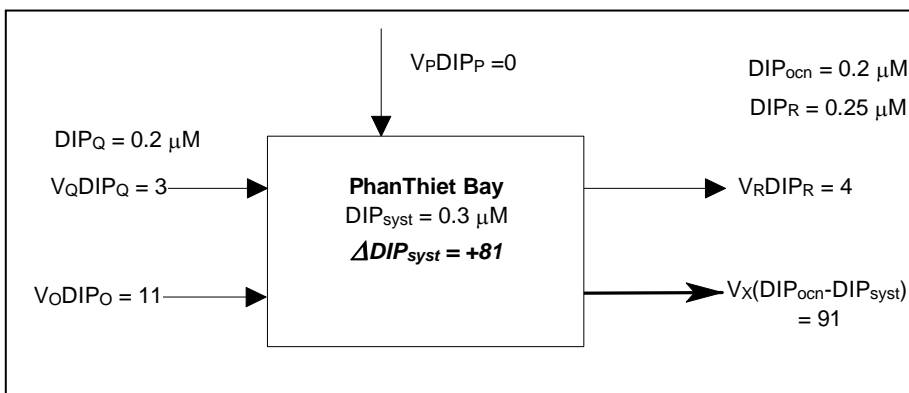 VPDIPP =0
DIPocn = 0.2 μM
DIPR = 0.25 μM
DIPQ = 0.2 μM
VQDIPQ = 3
PhanThiet Bay
DIPsyst = 0.3 μM
ΔDIPsyst = +81
VRDIPR = 4
VODIPO = 11
VX(DIPocn-DIPsyst)
= 91